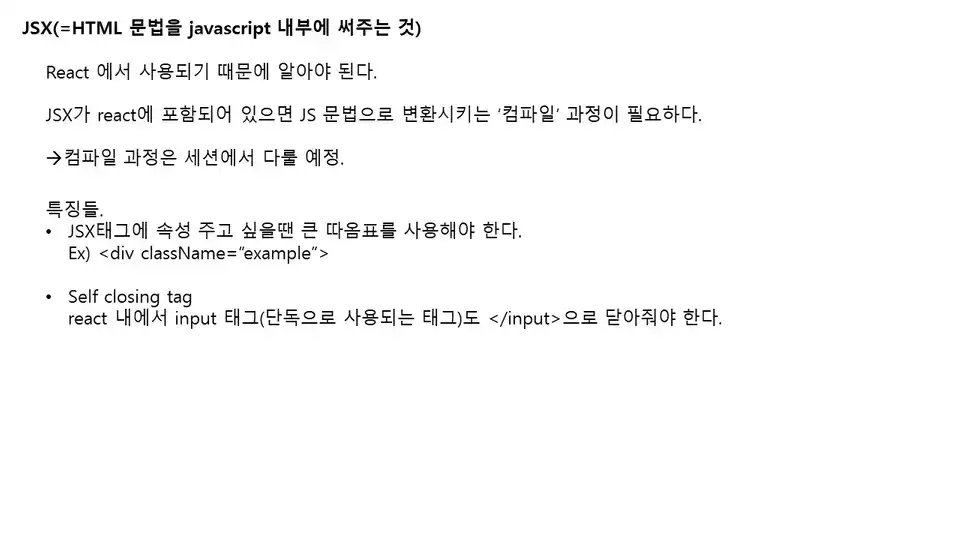 JSX(=HTML 문법을 javascript 내부에 써주는 것)
React 에서 사용되기 때문에 알아야 된다.
JSX가 react에 포함되어 있으면 JS 문법으로 변환시키는 ‘컴파일’ 과정이 필요하다.
→컴파일 과정은 세션에서 다룰 예정.
특징들.
• JSX태그에 속성 주고 싶을땐 큰 따옴표를 사용해야 한다.
Ex) <div className=“example”>
• Self closing tag
react 내에서 input 태그(단독으로 사용되는 태그)도 </input>으로 닫아줘야 한다.